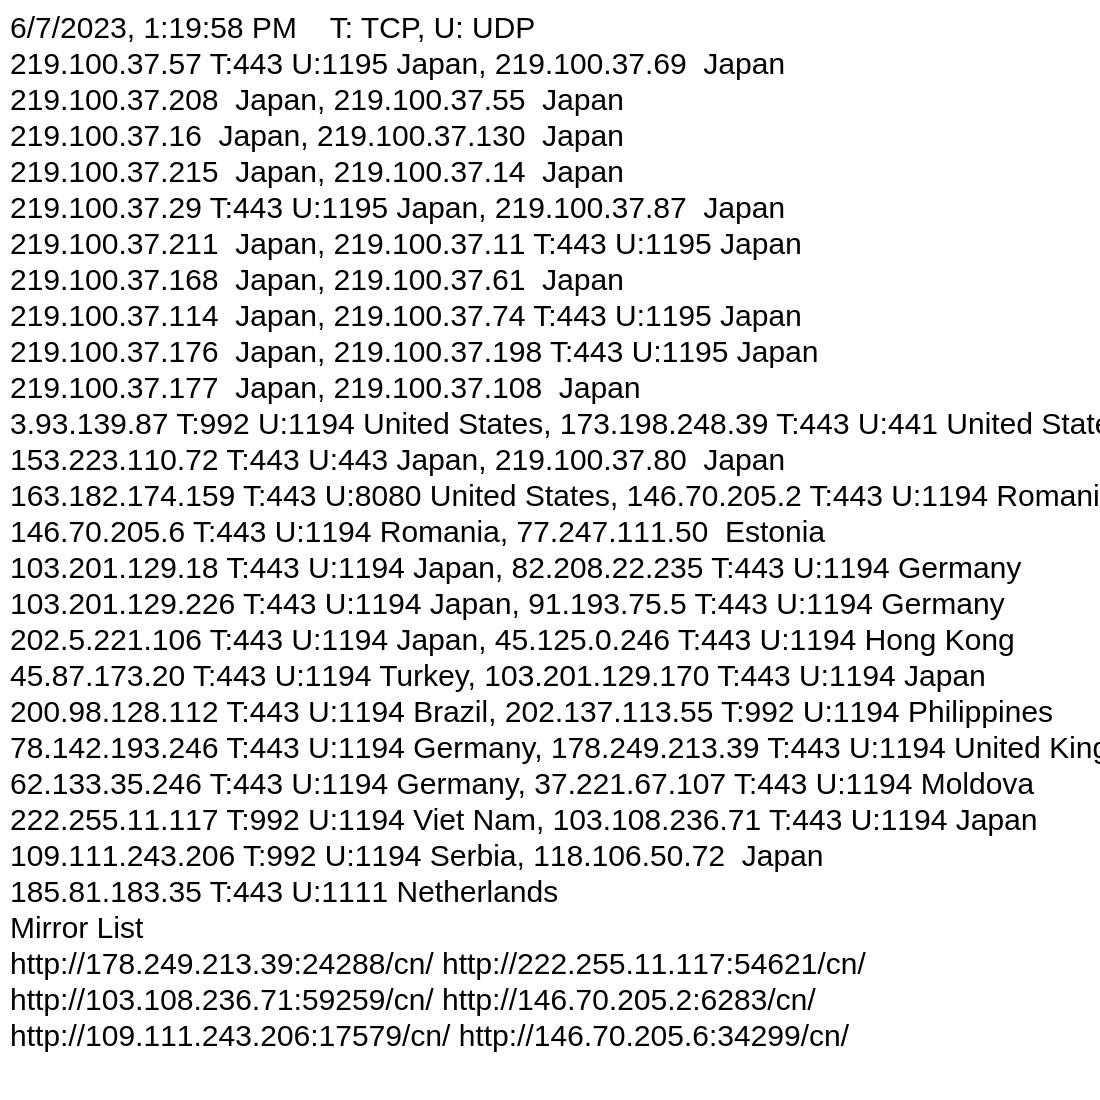 6/7/2023, 1:19:58 PM    T: TCP, U: UDP
219.100.37.57 T:443 U:1195 Japan, 219.100.37.69  Japan
219.100.37.208  Japan, 219.100.37.55  Japan
219.100.37.16  Japan, 219.100.37.130  Japan
219.100.37.215  Japan, 219.100.37.14  Japan
219.100.37.29 T:443 U:1195 Japan, 219.100.37.87  Japan
219.100.37.211  Japan, 219.100.37.11 T:443 U:1195 Japan
219.100.37.168  Japan, 219.100.37.61  Japan
219.100.37.114  Japan, 219.100.37.74 T:443 U:1195 Japan
219.100.37.176  Japan, 219.100.37.198 T:443 U:1195 Japan
219.100.37.177  Japan, 219.100.37.108  Japan
3.93.139.87 T:992 U:1194 United States, 173.198.248.39 T:443 U:441 United State
153.223.110.72 T:443 U:443 Japan, 219.100.37.80  Japan
163.182.174.159 T:443 U:8080 United States, 146.70.205.2 T:443 U:1194 Romani
146.70.205.6 T:443 U:1194 Romania, 77.247.111.50  Estonia
103.201.129.18 T:443 U:1194 Japan, 82.208.22.235 T:443 U:1194 Germany
103.201.129.226 T:443 U:1194 Japan, 91.193.75.5 T:443 U:1194 Germany
202.5.221.106 T:443 U:1194 Japan, 45.125.0.246 T:443 U:1194 Hong Kong
45.87.173.20 T:443 U:1194 Turkey, 103.201.129.170 T:443 U:1194 Japan
200.98.128.112 T:443 U:1194 Brazil, 202.137.113.55 T:992 U:1194 Philippines
78.142.193.246 T:443 U:1194 Germany, 178.249.213.39 T:443 U:1194 United King
62.133.35.246 T:443 U:1194 Germany, 37.221.67.107 T:443 U:1194 Moldova
222.255.11.117 T:992 U:1194 Viet Nam, 103.108.236.71 T:443 U:1194 Japan
109.111.243.206 T:992 U:1194 Serbia, 118.106.50.72  Japan
185.81.183.35 T:443 U:1111 Netherlands
Mirror List
http://178.249.213.39:24288/cn/ http://222.255.11.117:54621/cn/
http://103.108.236.71:59259/cn/ http://146.70.205.2:6283/cn/
http://109.111.243.206:17579/cn/ http://146.70.205.6:34299/cn/